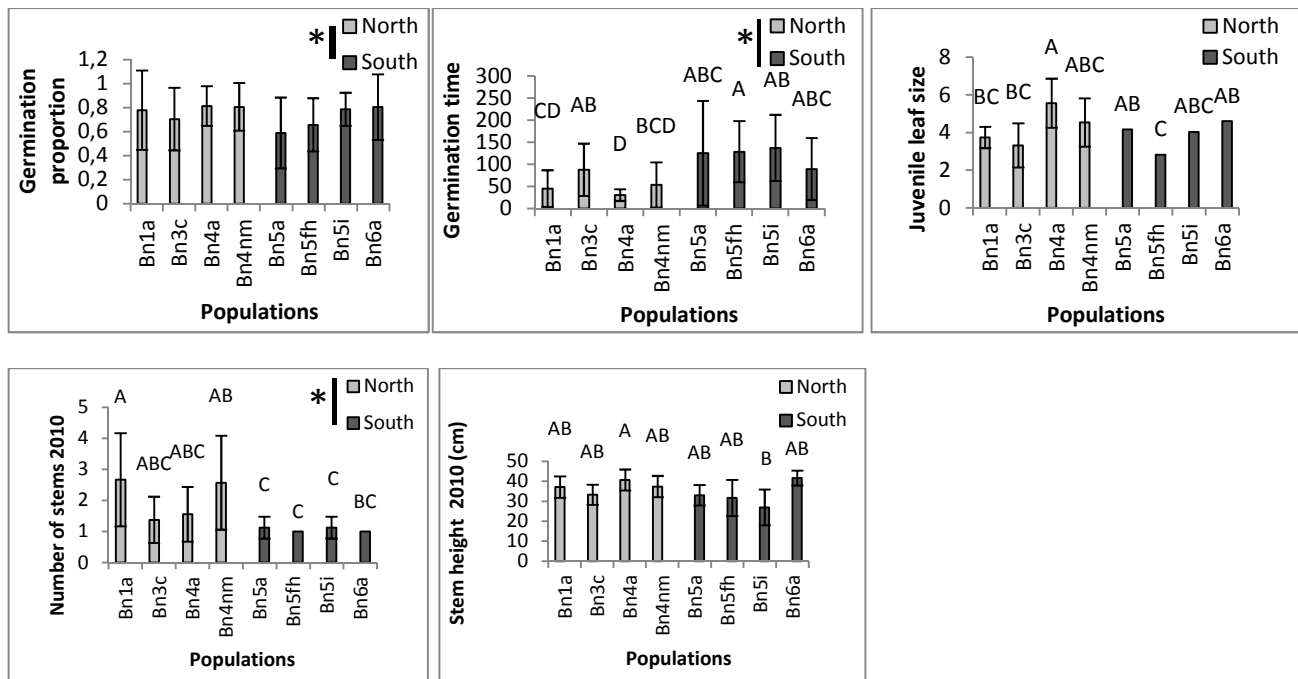 * North
South
Germination proportion
1,2
1
0,8
0,6
0,4
0,2
0
Bn1a Bn3c Bn4a Bn4nm Bn5a Bn5fh Bn5i Bn6a
Populations
* North
South
Germination time
300
250
200
150
100
50
0
CD AB D BCD ABC A AB ABC
Bn1a Bn3c Bn4a Bn4nm Bn5a Bn5fh Bn5i Bn6a
Populations
North
South
Juvenile leaf size
8
6
4
2
0
BC BC A ABC AB C ABC AB
Bn1a Bn3c Bn4a Bn4nm Bn5a Bn5fh Bn5i Bn6a
Populations
* North
South
Number of stems 2010
5
4
3
2
1
0
A ABC ABC AB C C C BC
Bn1a Bn3c Bn4a Bn4nm Bn5a Bn5fh Bn5i Bn6a
Populations
North
South
Stem height 2010 (cm)
50
40
30
20
10
0
AB AB A AB AB AB B AB
Bn1a Bn3c Bn4a Bn4nm Bn5a Bn5fh Bn5i Bn6a
Populations